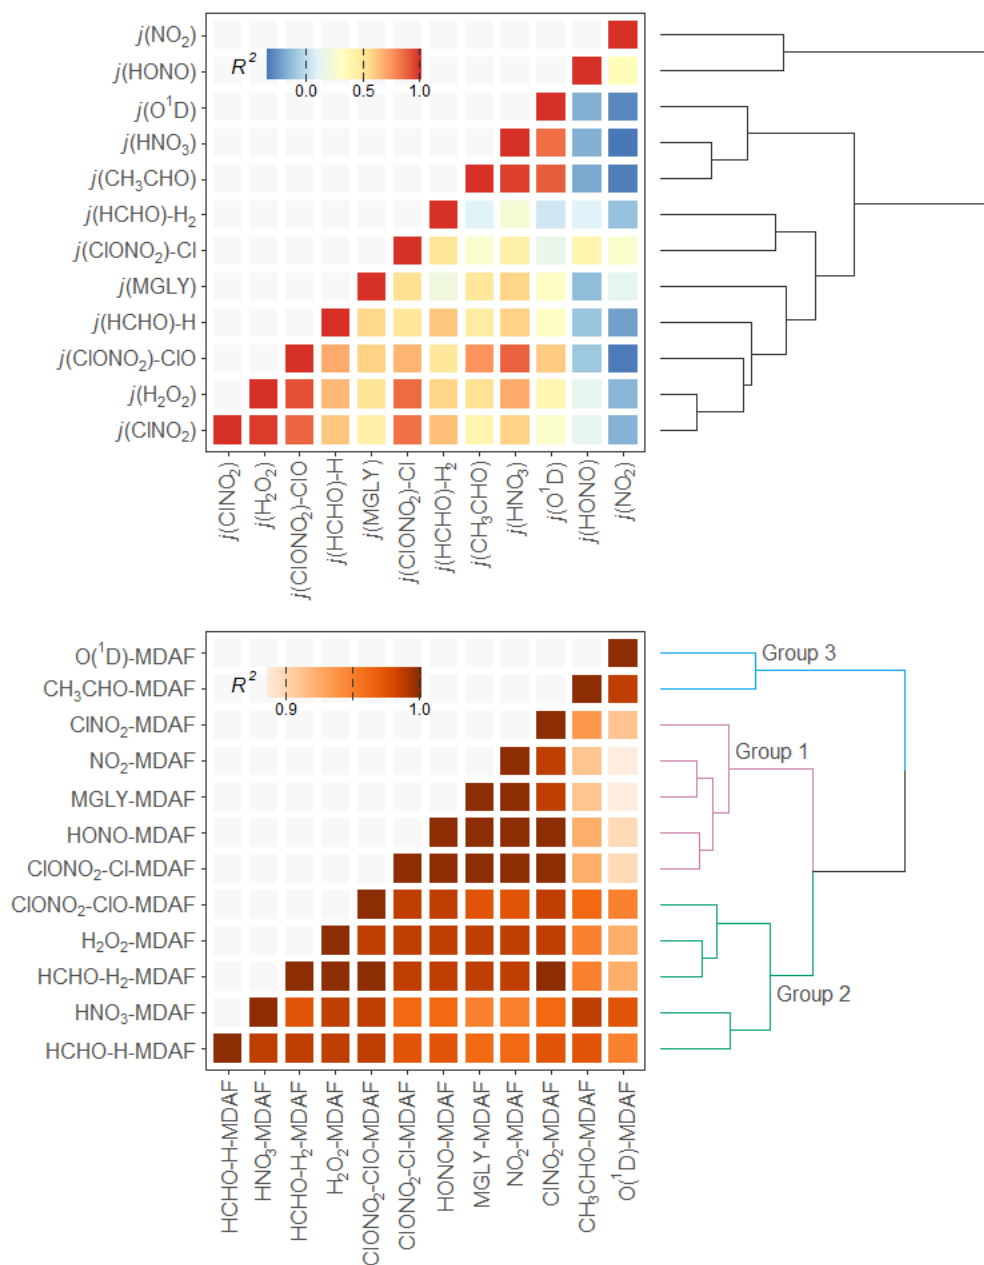 j(NO₂)
j(HONO)
j(O¹D)
j(HNO₃)
j(CH₃CHO)
j(HCHO)-H₂
j(ClONO₂)-Cl
j(MGLY)
j(HCHO)-H
j(ClONO₂)-ClO
j(H₂O₂)
j(ClNO₂)
R²
0.0 0.5 1.0
j(ClNO₂)
j(H₂O₂)
j(ClONO₂)-ClO
j(HCHO)-H
j(MGLY)
j(ClONO₂)-Cl
j(HCHO)-H₂
j(CH₃CHO)
j(HNO₃)
j(O¹D)
j(HONO)
j(NO₂)
O(¹D)-MDAF
CH₃CHO-MDAF
ClNO₂-MDAF
NO₂-MDAF
MGLY-MDAF
HONO-MDAF
ClONO₂-Cl-MDAF
ClONO₂-ClO-MDAF
H₂O₂-MDAF
HCHO-H₂-MDAF
HNO₃-MDAF
HCHO-H-MDAF
R²
0.9 1.0
Group 3
Group 1
Group 2
HCHO-H-MDAF
HNO₃-MDAF
HCHO-H₂-MDAF
H₂O₂-MDAF
ClONO₂-ClO-MDAF
ClONO₂-Cl-MDAF
HONO-MDAF
MGLY-MDAF
NO₂-MDAF
ClNO₂-MDAF
CH₃CHO-MDAF
O(¹D)-MDAF